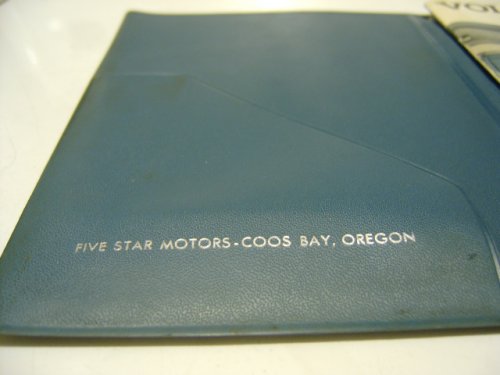 FIVE STAR MOTORS-COOS BAY, OREGON